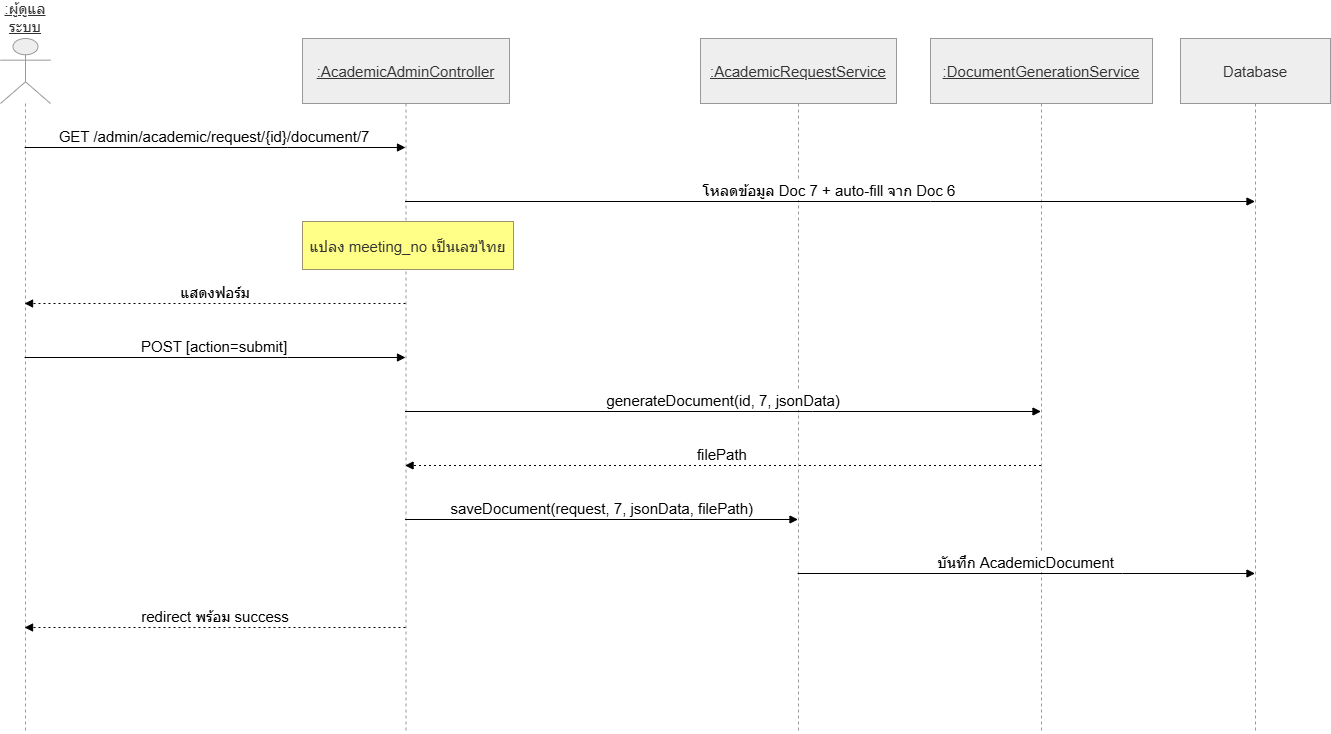 :ผู้ดูแล
ระบบ
:AcademicAdminController
:AcademicRequestService
:DocumentGenerationService
Database
GET /admin/academic/request/{id}/document/7
โหลดข้อมูล Doc 7 + auto-fill จาก Doc 6
แปลง meeting_no เป็นเลขไทย
แสดงฟอร์ม
POST [action=submit]
generateDocument(id, 7, jsonData)
filePath
saveDocument(request, 7, jsonData, filePath)
บันทึก AcademicDocument
redirect พร้อม success